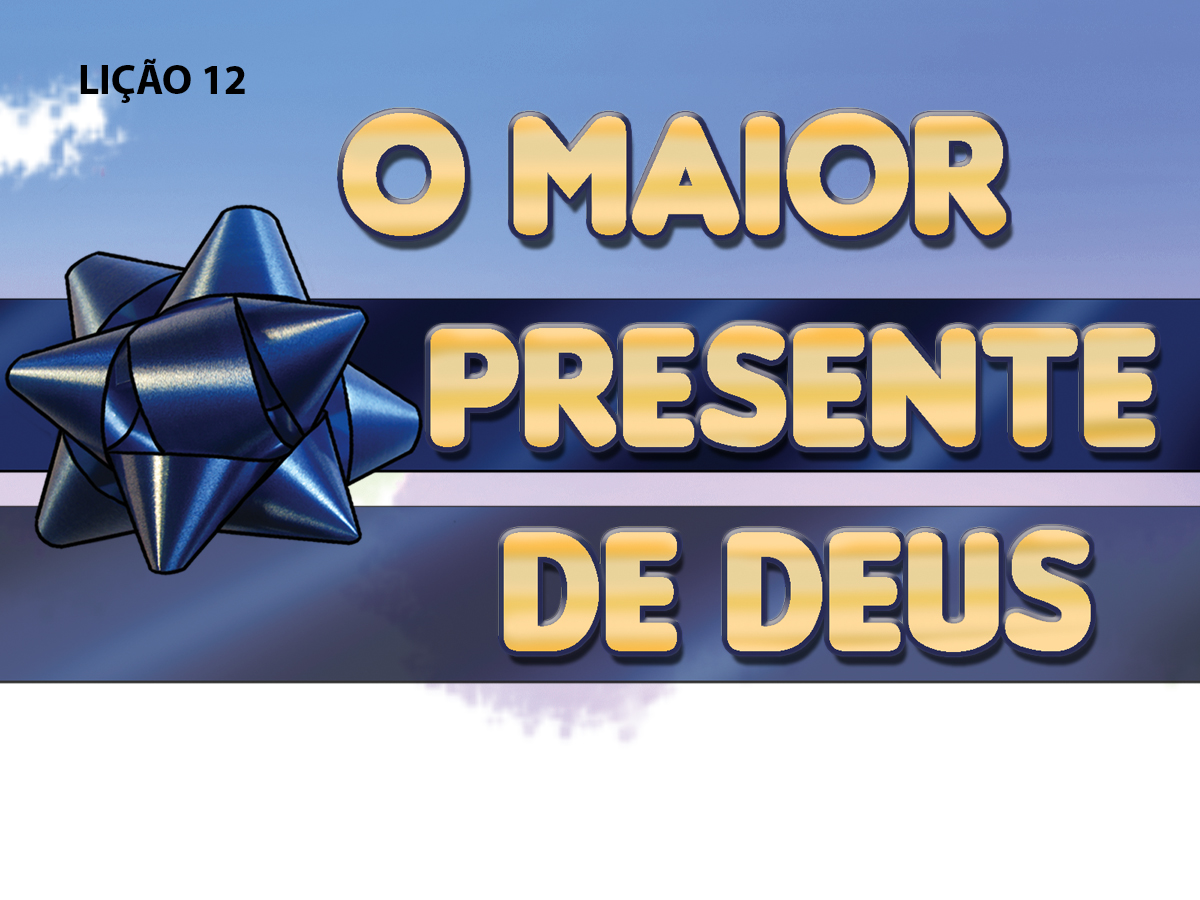 LIÇÃO 12
O MAIOR
PRESENTE
DE DEUS